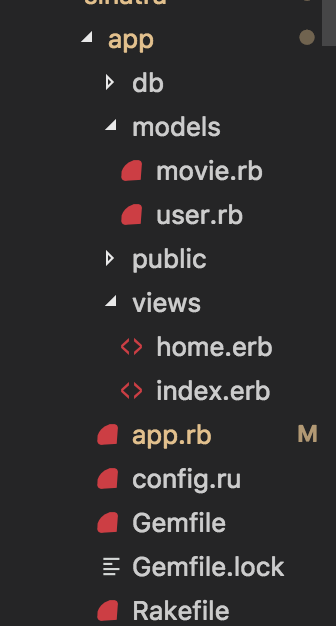 sinatra
app
db
models
movie.rb
user.rb
public
views
home.erb
index.erb
app.rb M
config.ru
Gemfile
Gemfile.lock
Rakefile